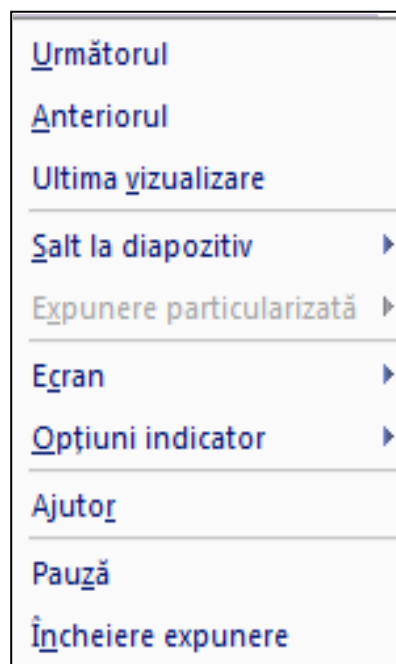 Următorul
Anteriorul
Ultima vizualizare
Salt la diapozitiv
Expunere particularizată
Ecran
Opțiuni indicator
Ajutor
Pauză
Încheiere expunere